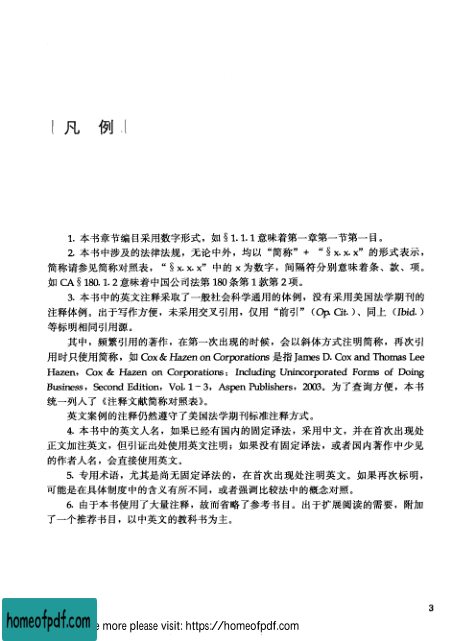 凡 例
1. 本书章节编目采用数字形式，如§1.1.1意味着第一章第一节第一目。
2. 本书中涉及的法律法规，无论中外，均以“简称”+ “§x.x.x”的形式表示，
简称请参见简称对照表，“§x.x.x”中的x为数字，间隔符分别意味着条、款、项。
如CA§180.1.2意味着中国公司法第180条第1款第2项。
3. 本书中的英文注释采取了一般社会科学通用的体例，没有采用美国法学期刊的
注释体例。出于写作方便，未采用交叉引用，仅用“前引”（Op. Cit.）、同上（Ibid.）
等标明相同引用源。
其中，频繁引用的著作，在第一次出现的时候，会以斜体方式注明简称，再次引
用时只使用简称，如Cox & Hazen on Corporations是指James D. Cox and Thomas Lee
Hazen, Cox & Hazen on Corporations: Including Unincorporated Forms of Doing
Business, Second Edition, Vol. 1-3, Aspen Publishers, 2003。为了查询方便，本书
统一列入了《注释文献简称对照表》。
英文案例的注释仍然遵守了美国法学期刊标准注释方式。
4. 本书中的英文人名，如果已经有国内的固定译法，采用中文，并在首次出现处
正文加注英文，但引证出处使用英文注明；如果没有固定译法，或者国内著作中少见
的作者人名，会直接使用英文。
5. 专用术语，尤其是尚无固定译法的，在首次出现处注明英文。如果再次标明，
可能是在具体制度中的含义有所不同，或者强调比较法中的概念对照。
6. 由于本书使用了大量注释，故而省略了参考书目。出于扩展阅读的需要，附加
了一个推荐书目，以中英文的教科书为主。
3
homeofpdf.com
more please visit: https://homeofpdf.com